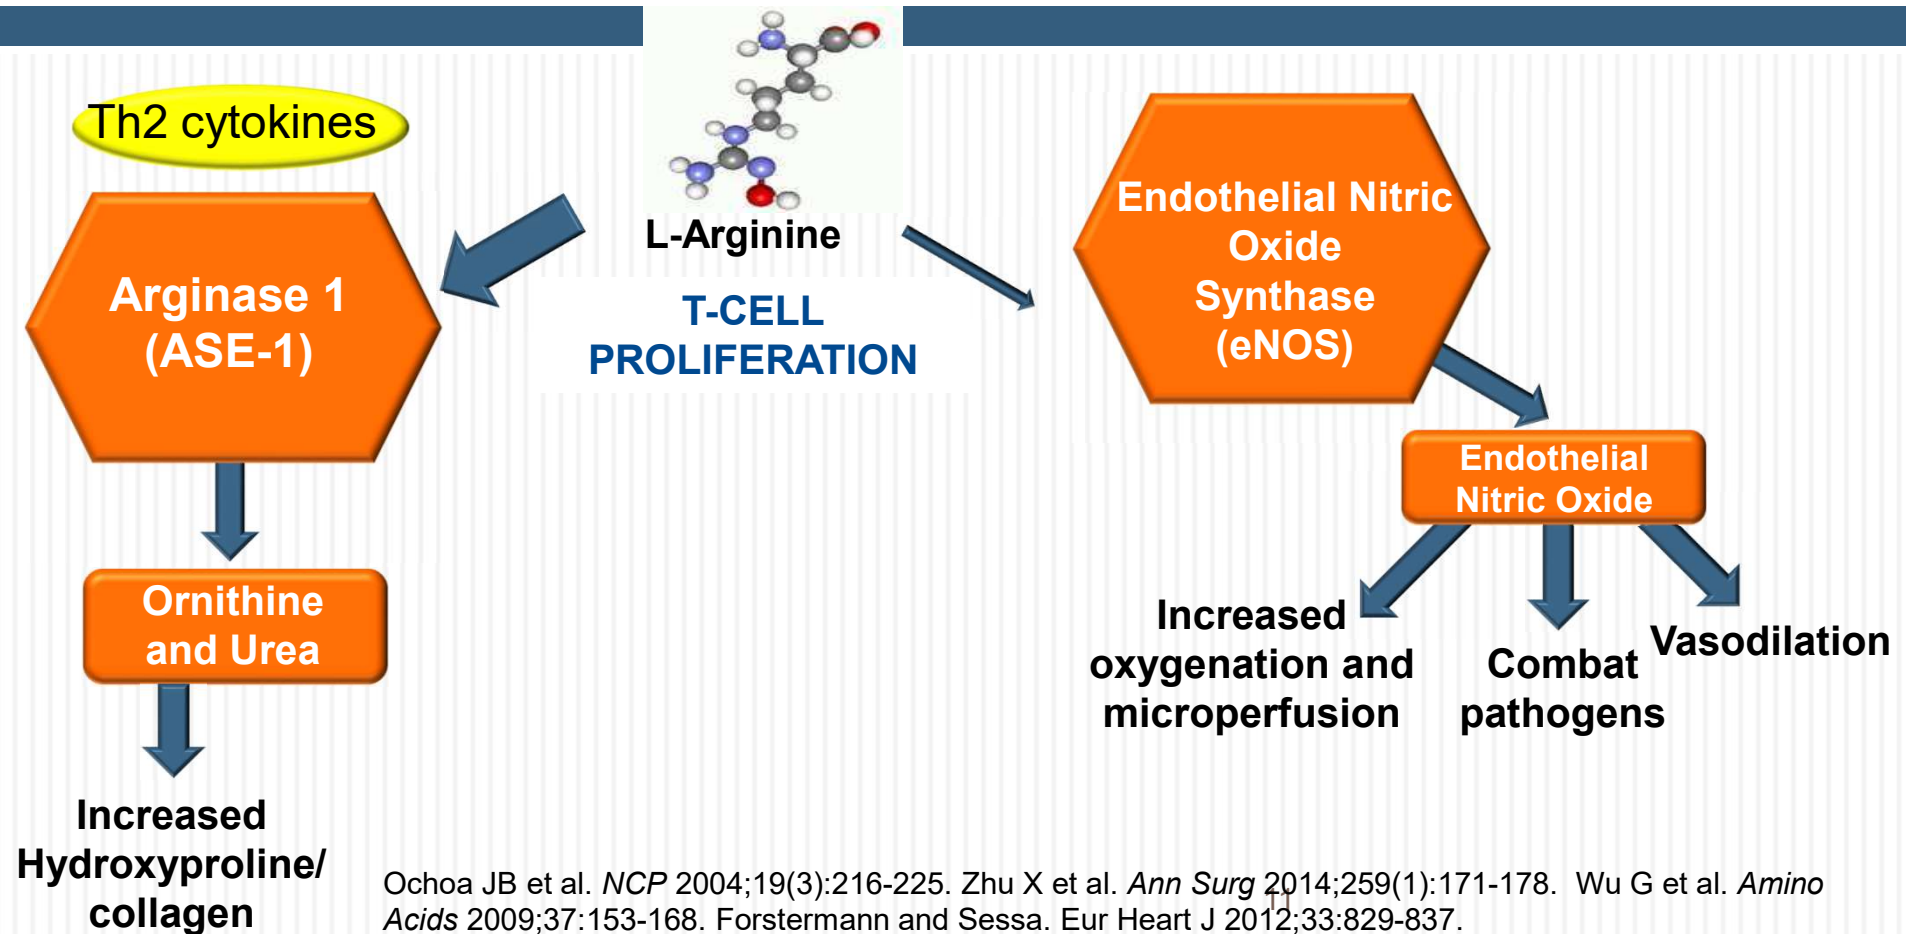 Th2 cytokines
Arginase 1
(ASE-1)
Ornithine
and Urea
Increased
Hydroxyproline/
collagen
L-Arginine
T-CELL
PROLIFERATION
Endothelial Nitric
Oxide
Synthase
(eNOS)
Endothelial
Nitric Oxide
Increased
oxygenation and
microperfusion
Combat
pathogens
Vasodilation
Ochoa JB et al. NCP 2004;19(3):216-225. Zhu X et al. Ann Surg 2014;259(1):171-178. Wu G et al. Amino
Acids 2009;37:153-168. Forstermann and Sessa. Eur Heart J 2012;33:829-837.
11